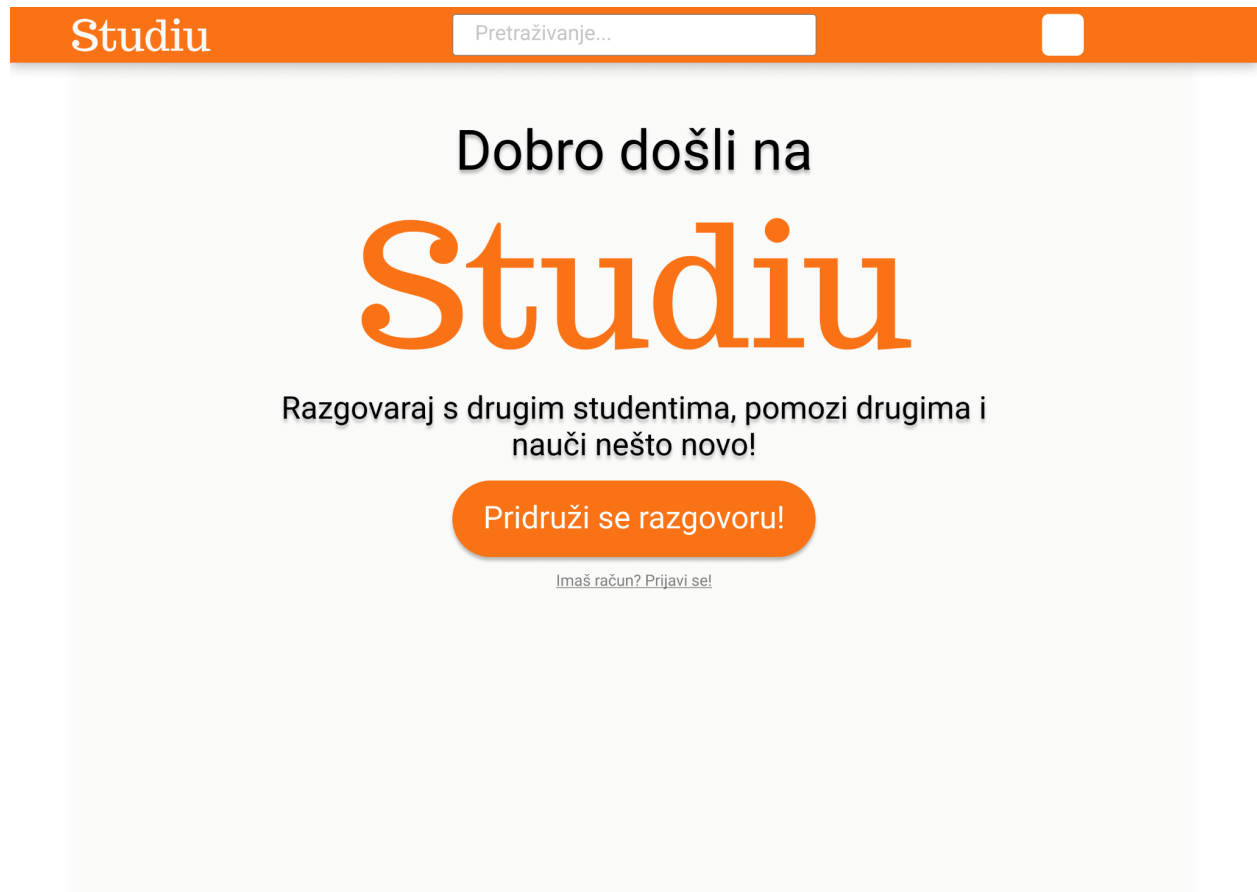 Studiu
Pretraživanje...
Dobro došli na
Studiu
Razgovaraj s drugim studentima, pomozi drugima i
nauči nešto novo!
Pridruži se razgovoru!
Imaš račun? Prijavi se!